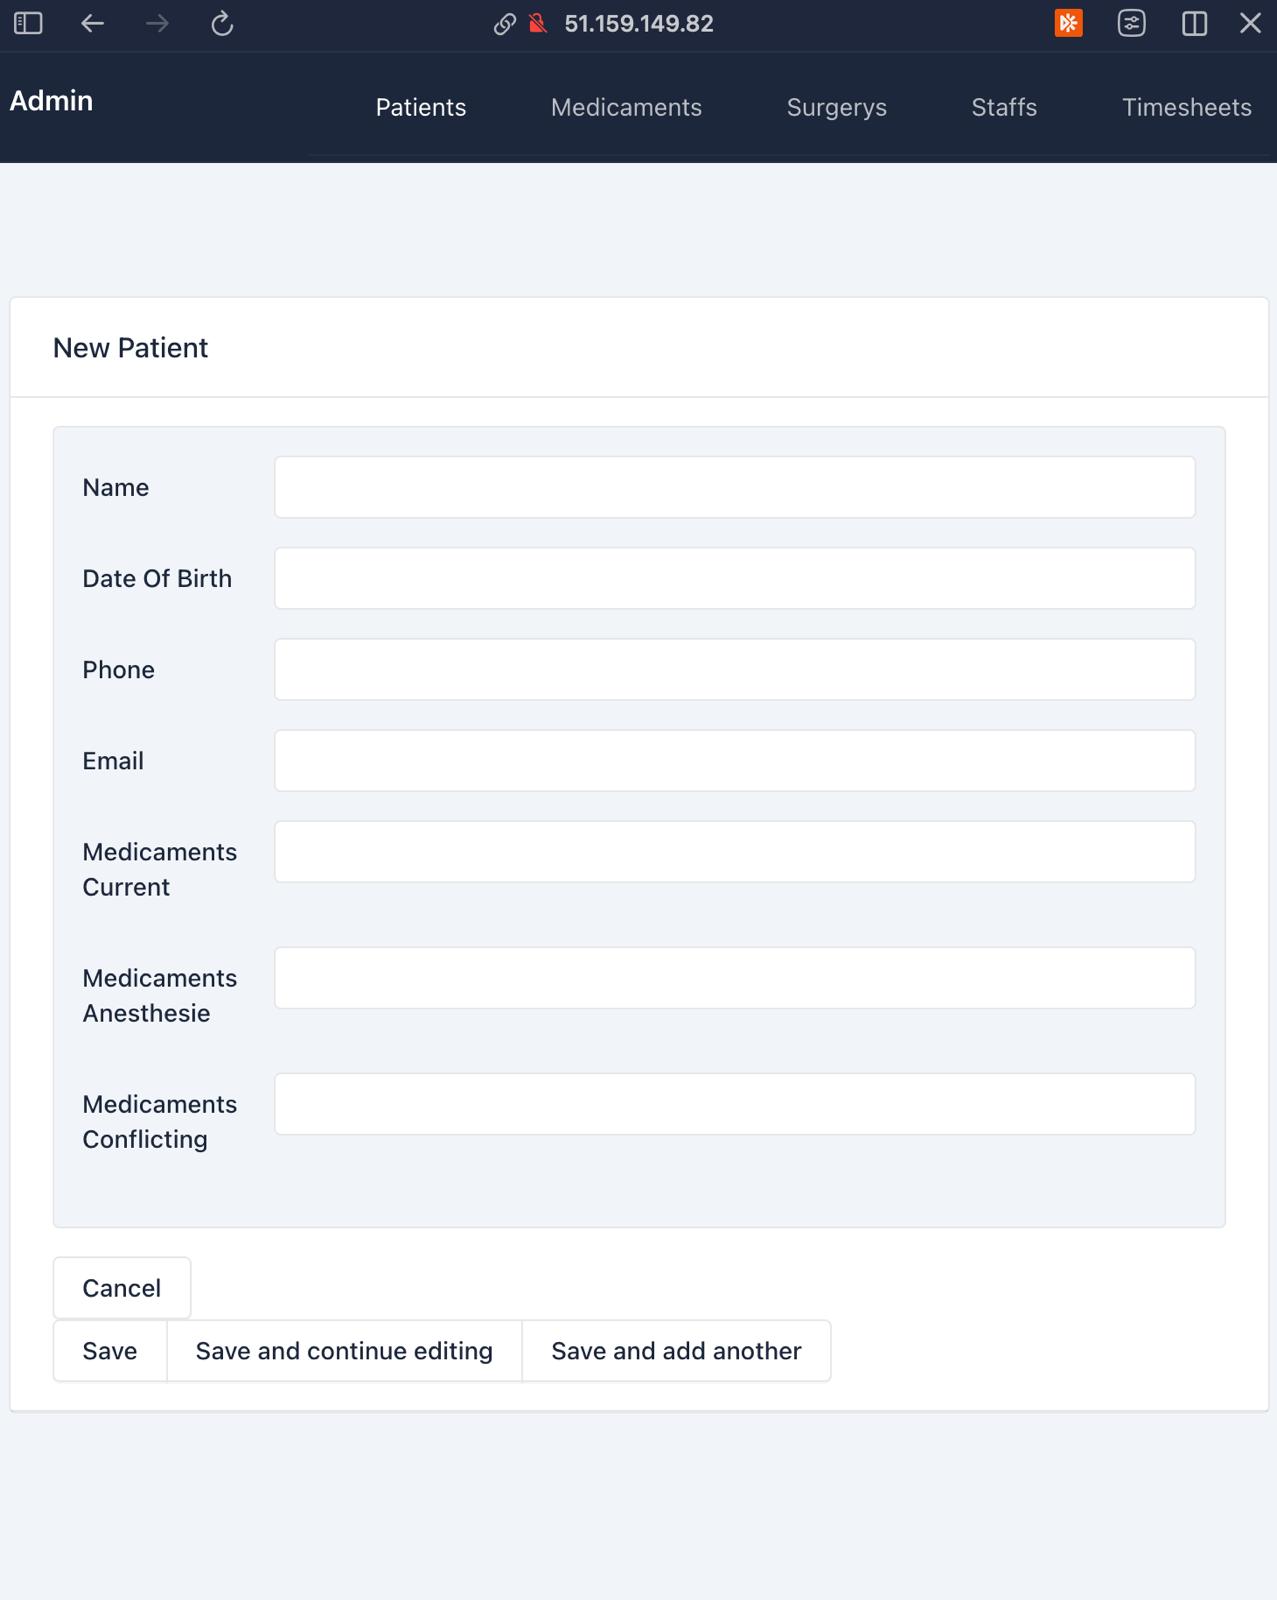 51.159.149.82
Admin
Patients
Medicaments
Surgerys
Staffs
Timesheets
New Patient
Name
Date Of Birth
Phone
Email
Medicaments
Current
Medicaments
Anesthesie
Medicaments
Conflicting
Cancel
Save
Save and continue editing
Save and add another